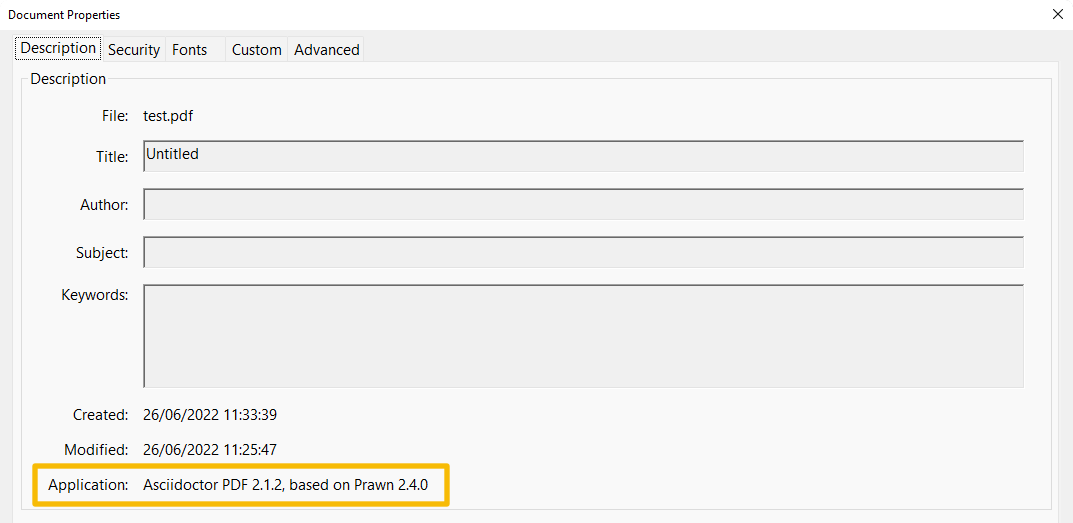 Document Properties
Description Security Fonts Custom Advanced
Description
File: test.pdf
Title: Untitled
Author:
Subject:
Keywords:
Created: 26/06/2022 11:33:39
Modified: 26/06/2022 11:25:47
Application: Asciidoctor PDF 2.1.2, based on Prawn 2.4.0